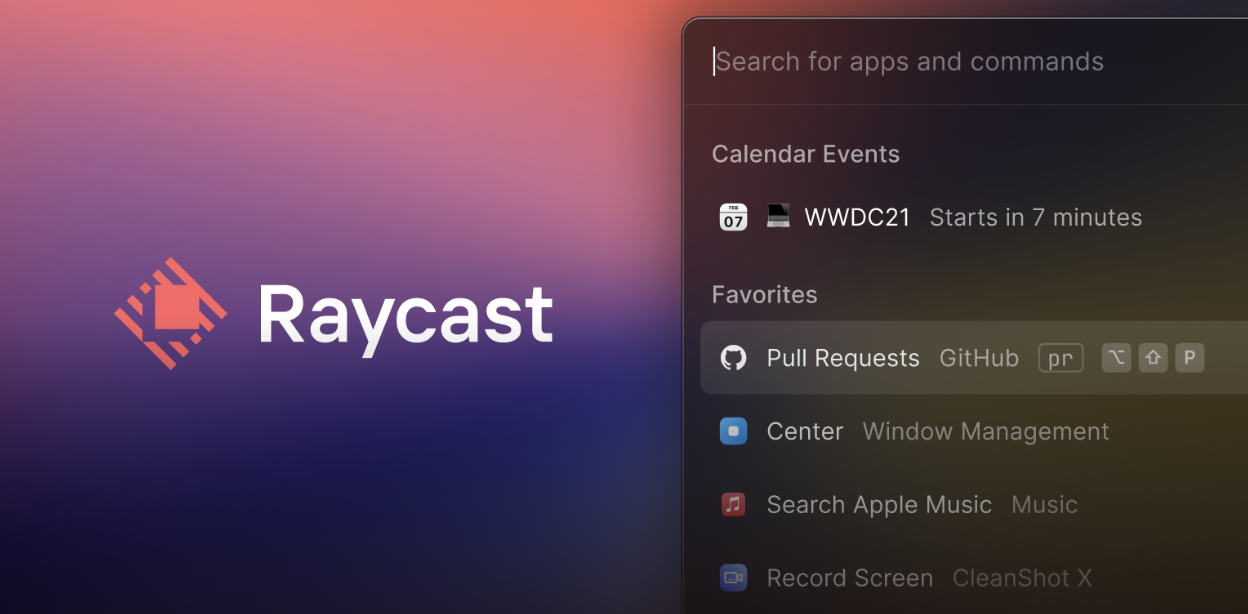 Raycast
Search for apps and commands
Calendar Events
FEB
07
WWDC21 Starts in 7 minutes
Favorites
Pull Requests GitHub pr ⌥ ⇧ P
Center Window Management
Search Apple Music Music
Record Screen CleanShot X